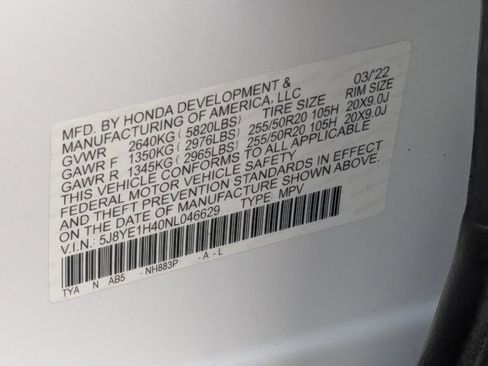 MFD. BY HONDA DEVELOPMENT & 03/'22
MANUFACTURING OF AMERICA, LLC TIRE SIZE RIM SIZE
GVWR 2640KG ( 5820LBS)
GAWR F 1350KG ( 2976LBS) 255/50R20 105H 20X9.0J
GAWR R 1345KG ( 2965LBS) 255/50R20 105H 20X9.0J
THIS VEHICLE CONFORMS TO ALL APPLICABLE
FEDERAL MOTOR VEHICLE SAFETY
AND THEFT PREVENTION STANDARDS IN EFFECT
ON THE DATE OF MANUFACTURE SHOWN ABOVE.
V.I.N.: 5J8YE1H40NL046629 TYPE: MPV
TYA N AB5 - NH883P - A - L